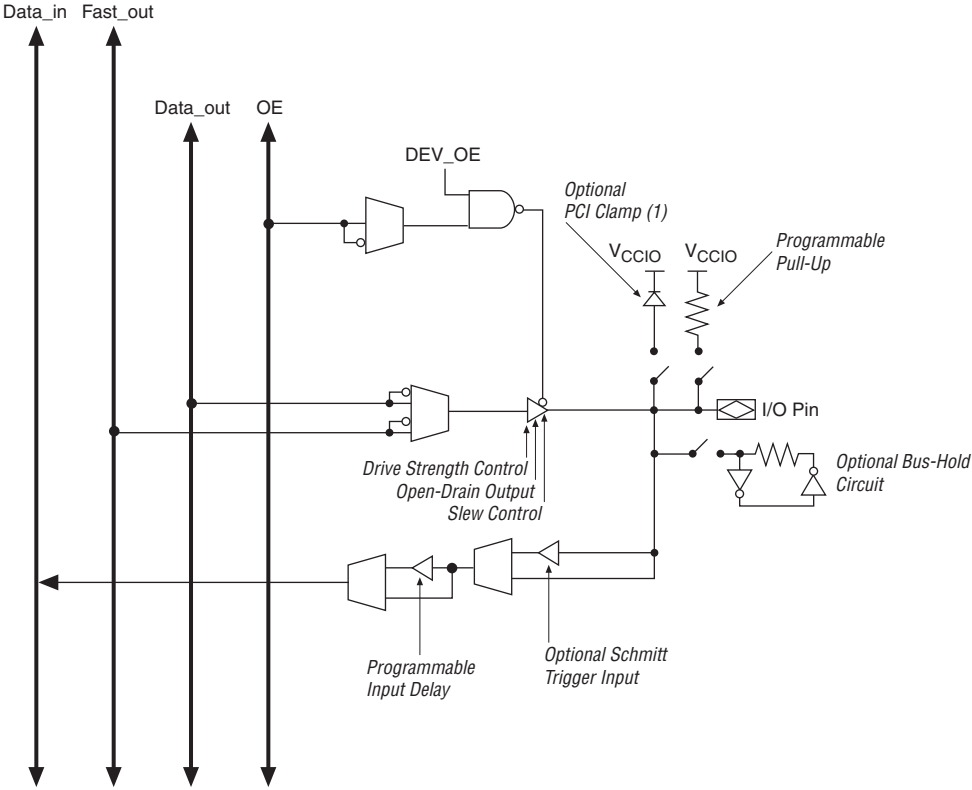 Data_in Fast_out
Data_out OE
DEV_OE
Optional
PCI Clamp (1)
VCCIO VCCIO
Programmable
Pull-Up
I/O Pin
Drive Strength Control
Open-Drain Output
Slew Control
Optional Bus-Hold
Circuit
Programmable
Input Delay
Optional Schmitt
Trigger Input